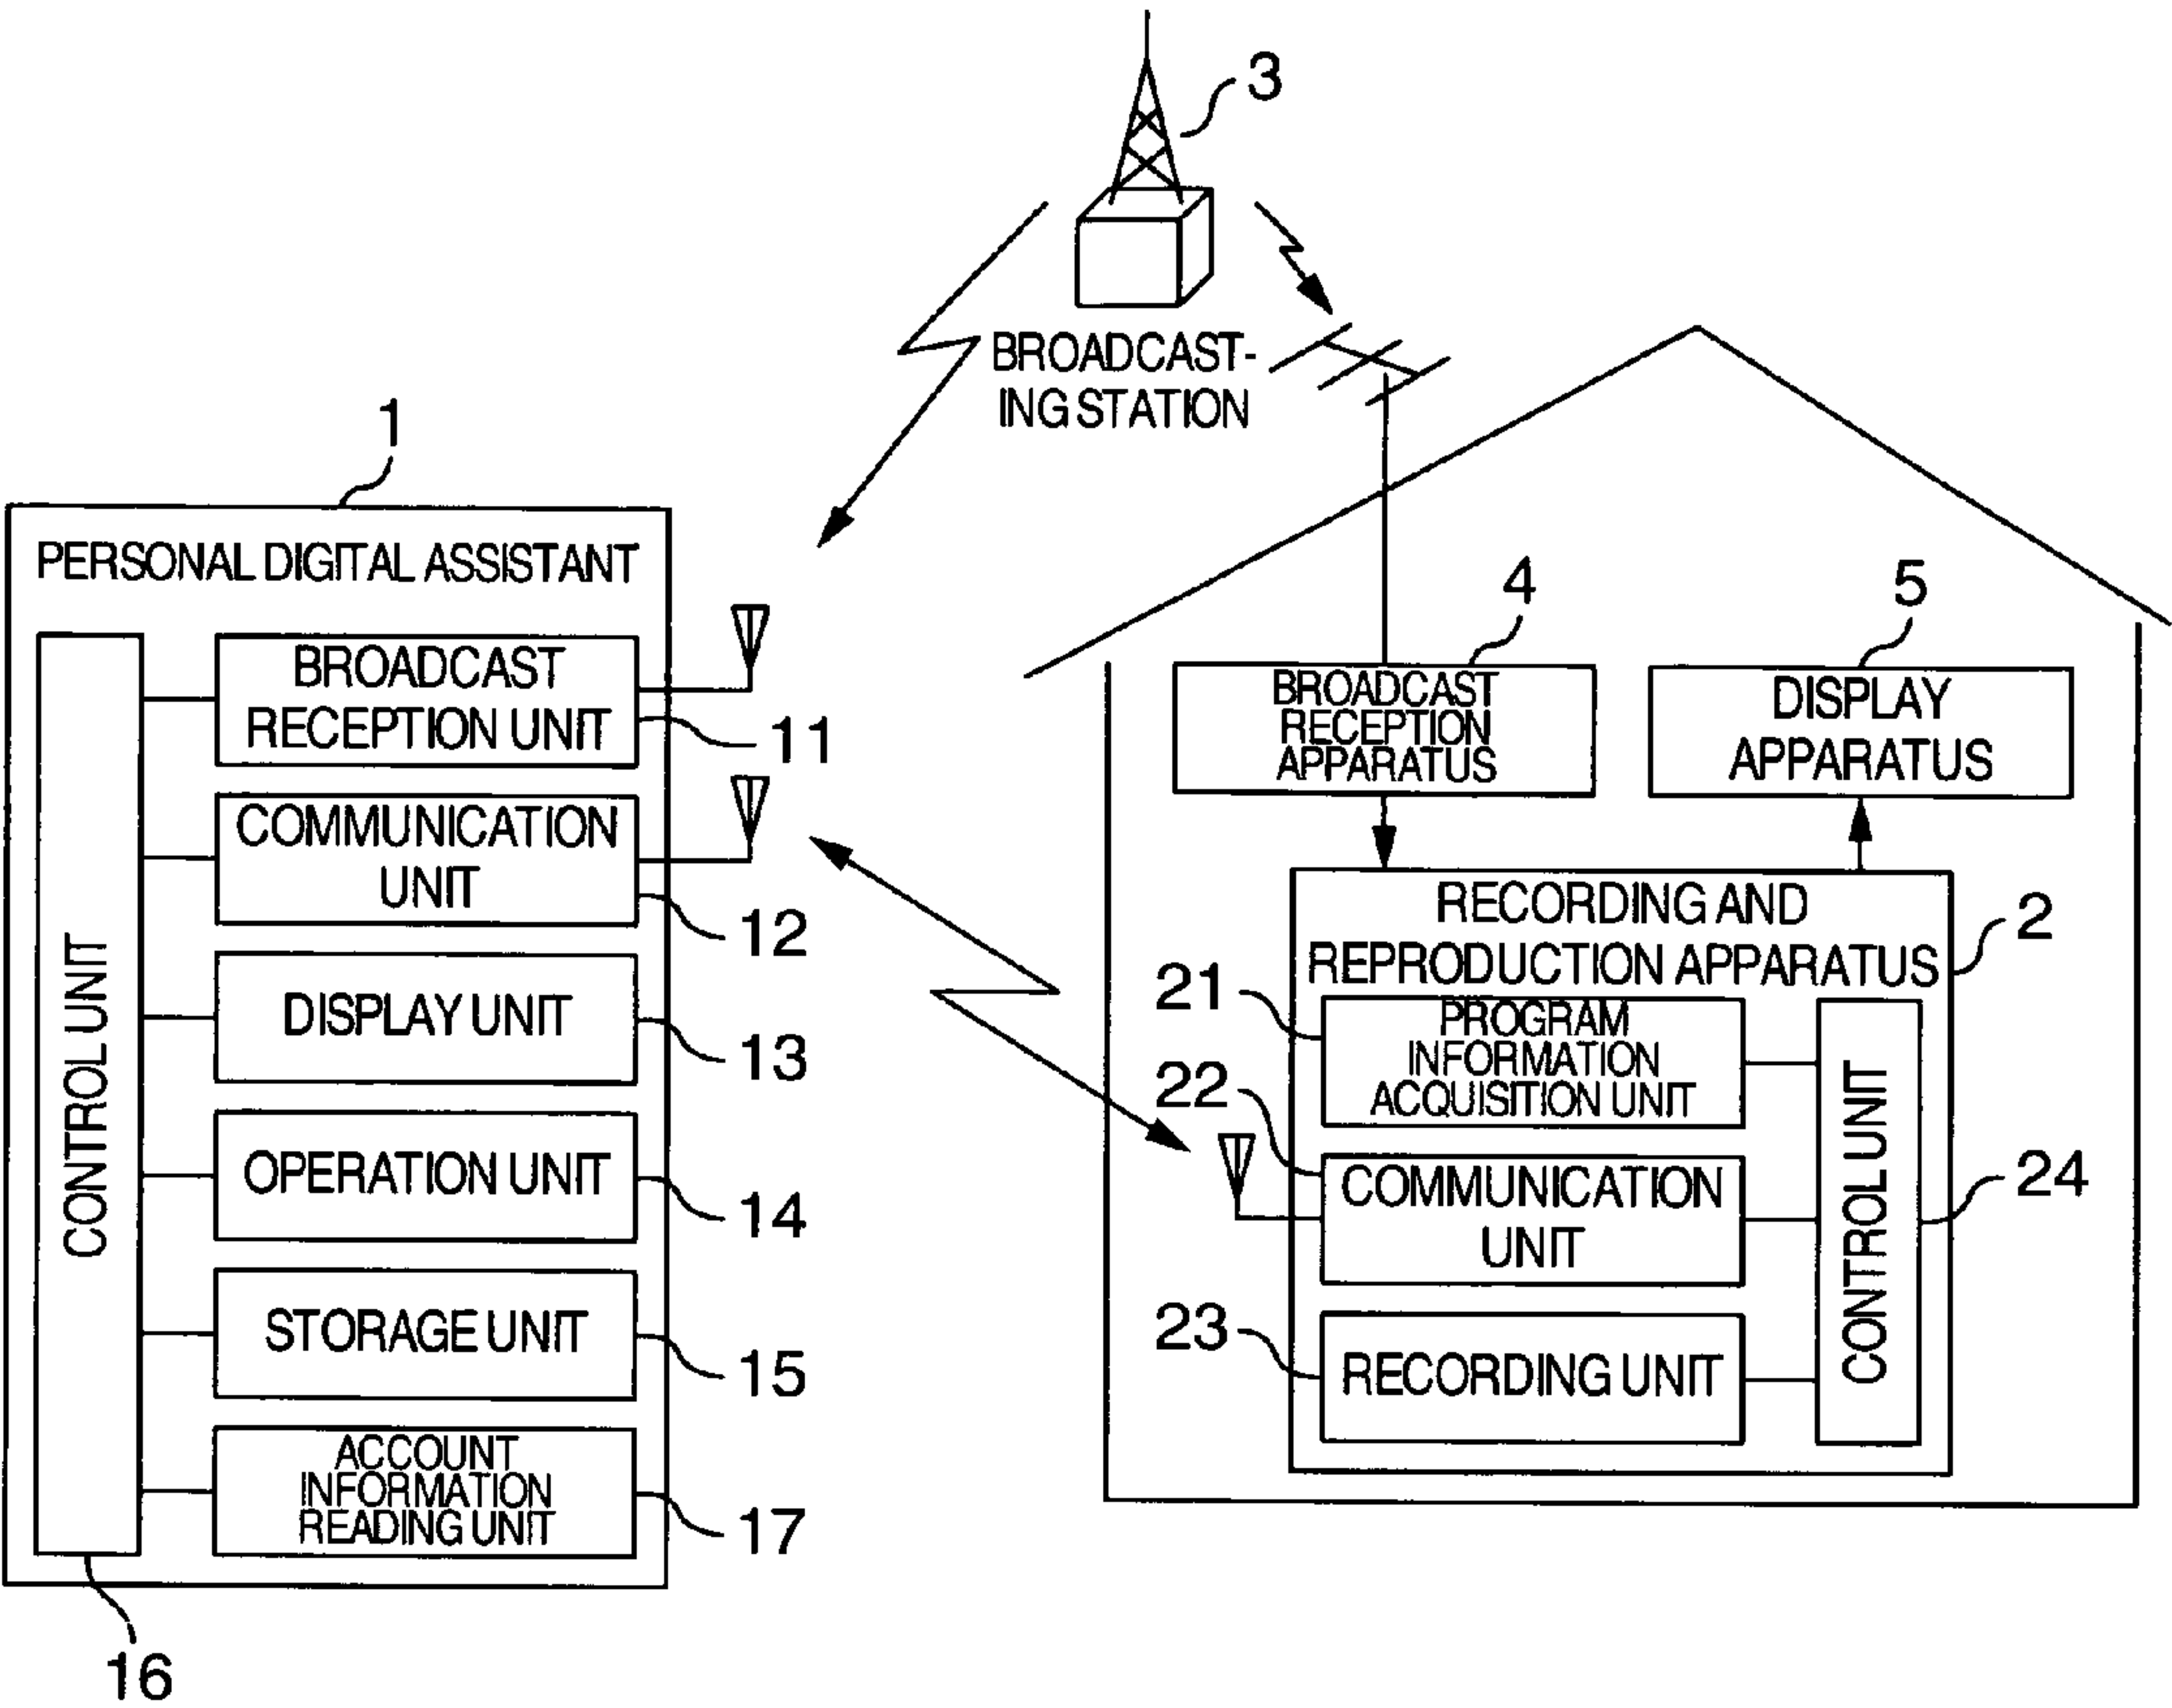 3
BROADCAST-
ING STATION
1
PERSONAL DIGITAL ASSISTANT
CONTROL UNIT
16
BROADCAST
RECEPTION UNIT
11
COMMUNICATION
UNIT
12
DISPLAY UNIT
13
OPERATION UNIT
14
STORAGE UNIT
15
ACCOUNT
INFORMATION
READING UNIT
17
4
BROADCAST
RECEPTION
APPARATUS
5
DISPLAY
APPARATUS
RECORDING AND
REPRODUCTION APPARATUS
2
21
PROGRAM
INFORMATION
ACQUISITION UNIT
22
COMMUNICATION
UNIT
23
RECORDING UNIT
CONTROL UNIT
24